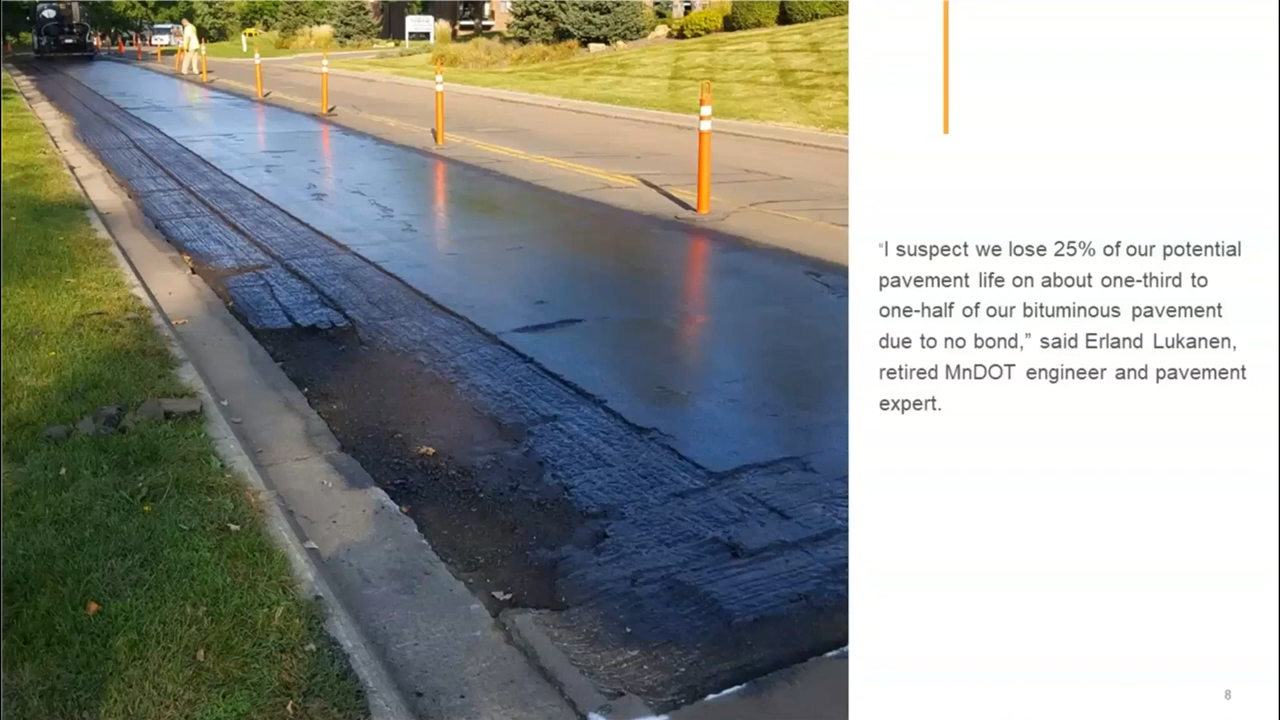 “I suspect we lose 25% of our potential
pavement life on about one-third to
one-half of our bituminous pavement
due to no bond,” said Erland Lukanen,
retired MnDOT engineer and pavement
expert.
8